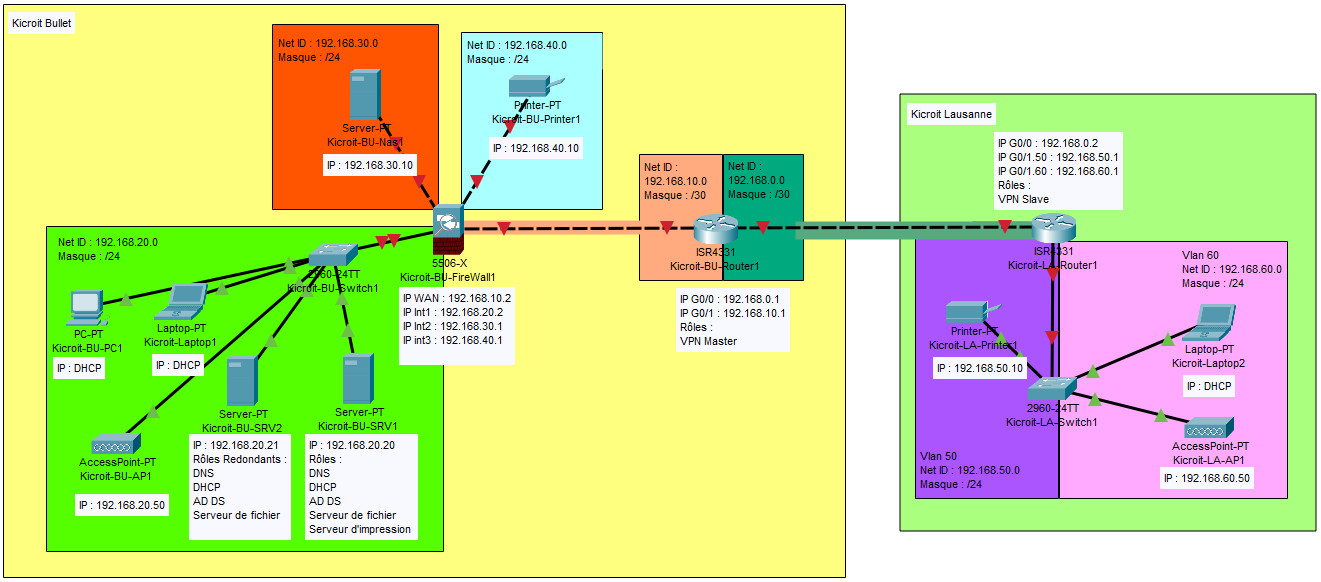 Kicroit Bullet
Net ID : 192.168.30.0
Masque : /24
Server-PT
Kicroit-BU-Nas1
IP : 192.168.30.10
Net ID : 192.168.40.0
Masque : /24
Printer-PT
Kicroit-BU-Printer1
IP : 192.168.40.10
Net ID : 192.168.20.0
Masque : /24
2960-24TT
Kicroit-BU-Switch1
PC-PT
Kicroit-BU-PC1
IP : DHCP
Laptop-PT
Kicroit-Laptop1
IP : DHCP
AccessPoint-PT
Kicroit-BU-AP1
IP : 192.168.20.50
Server-PT
Kicroit-BU-SRV2
IP : 192.168.20.21
Rôles Redondants :
DNS
DHCP
AD DS
Serveur de fichier
Server-PT
Kicroit-BU-SRV1
IP : 192.168.20.20
Rôles :
DNS
DHCP
AD DS
Serveur de fichier
Serveur d'impression
5506-X
Kicroit-BU-FireWall1
IP WAN : 192.168.10.2
IP Int1 : 192.168.20.2
IP Int2 : 192.168.30.1
IP int3 : 192.168.40.1
Net ID :
192.168.10.0
Masque : /30
Net ID :
192.168.0.0
Masque : /30
ISR4331
Kicroit-BU-Router1
IP G0/0 : 192.168.0.1
IP G0/1 : 192.168.10.1
Rôles :
VPN Master
Kicroit Lausanne
IP G0/0 : 192.168.0.2
IP G0/1.50 : 192.168.50.1
IP G0/1.60 : 192.168.60.1
Rôles :
VPN Slave
ISR4331
Kicroit-LA-Router1
Vlan 60
Net ID : 192.168.60.0
Masque : /24
Printer-PT
Kicroit-LA-Printer1
IP : 192.168.50.10
Laptop-PT
Kicroit-Laptop2
IP : DHCP
2960-24TT
Kicroit-LA-Switch1
AccessPoint-PT
Kicroit-LA-AP1
IP : 192.168.60.50
Vlan 50
Net ID : 192.168.50.0
Masque : /24